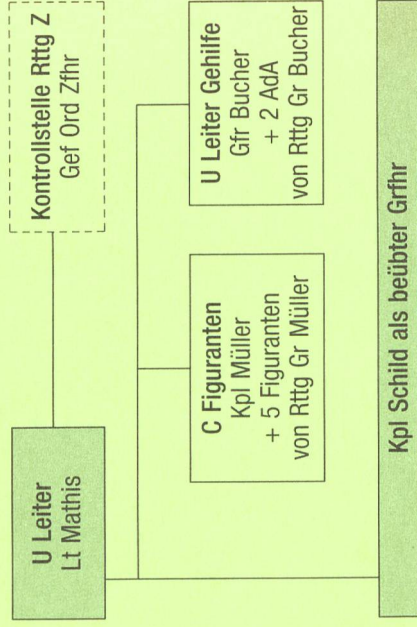 U Leiter
Lt Mathis
Kontrollstelle Rttg Z
Gef Ord Zfhr
C Figuranten
Kpl Müller
+ 5 Figuranten
von Rttg Gr Müller
U Leiter Gehilfe
Gfr Bucher
+ 2 AdA
von Rttg Gr Bucher
Kpl Schild als beübter Grfhr